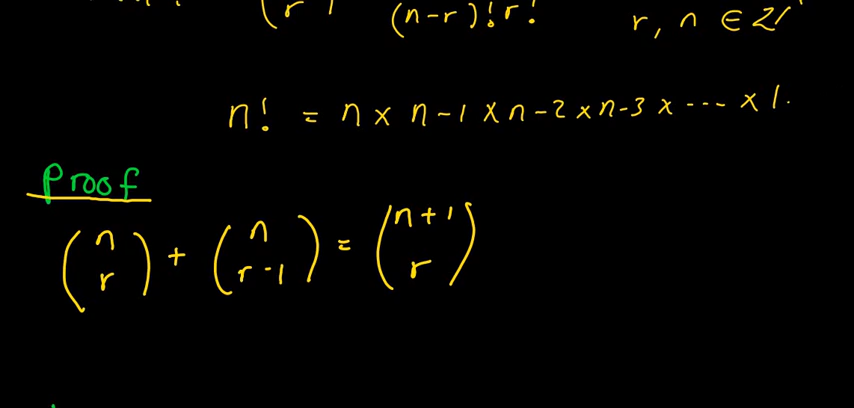 (r) (n-r)!r! r, n ∈ Z
n! = n × n-1 × n-2 × n-3 × ---- × 1.
Proof
(n r) + (n r-1) = (n+1 r)